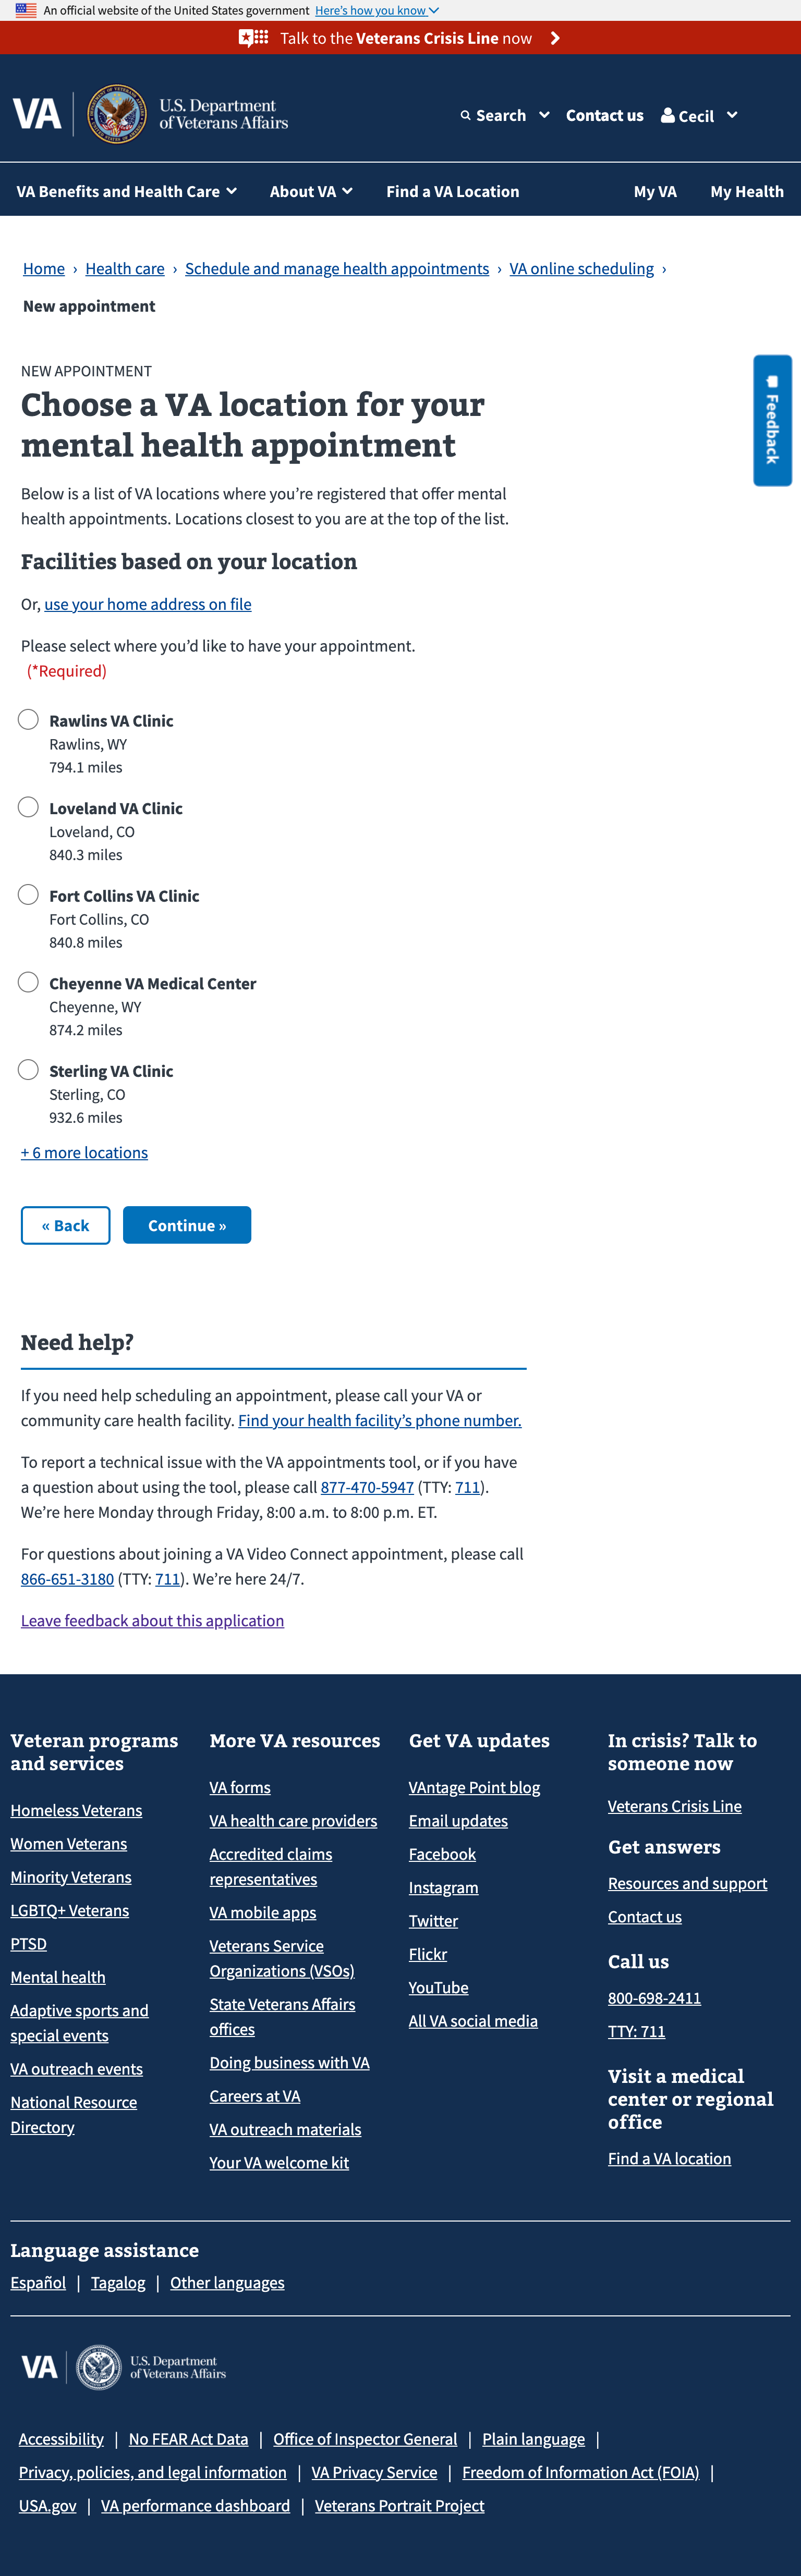 An official website of the United States government Here’s how you know
Talk to the Veterans Crisis Line now
VA U.S. Department
of Veterans Affairs
Search Contact us Cecil
VA Benefits and Health Care About VA Find a VA Location My VA My Health
Home › Health care › Schedule and manage health appointments › VA online scheduling ›
New appointment
Feedback
NEW APPOINTMENT
Choose a VA location for your
mental health appointment
Below is a list of VA locations where you’re registered that offer mental
health appointments. Locations closest to you are at the top of the list.
Facilities based on your location
Or, use your home address on file
Please select where you’d like to have your appointment.
(*Required)
Rawlins VA Clinic
Rawlins, WY
794.1 miles
Loveland VA Clinic
Loveland, CO
840.3 miles
Fort Collins VA Clinic
Fort Collins, CO
840.8 miles
Cheyenne VA Medical Center
Cheyenne, WY
874.2 miles
Sterling VA Clinic
Sterling, CO
932.6 miles
+ 6 more locations
« Back Continue »
Need help?
If you need help scheduling an appointment, please call your VA or
community care health facility. Find your health facility’s phone number.
To report a technical issue with the VA appointments tool, or if you have
a question about using the tool, please call 877-470-5947 (TTY: 711).
We’re here Monday through Friday, 8:00 a.m. to 8:00 p.m. ET.
For questions about joining a VA Video Connect appointment, please call
866-651-3180 (TTY: 711). We’re here 24/7.
Leave feedback about this application
Veteran programs
and services
Homeless Veterans
Women Veterans
Minority Veterans
LGBTQ+ Veterans
PTSD
Mental health
Adaptive sports and
special events
VA outreach events
National Resource
Directory
More VA resources
VA forms
VA health care providers
Accredited claims
representatives
VA mobile apps
Veterans Service
Organizations (VSOs)
State Veterans Affairs
offices
Doing business with VA
Careers at VA
VA outreach materials
Your VA welcome kit
Get VA updates
VAntage Point blog
Email updates
Facebook
Instagram
Twitter
Flickr
YouTube
All VA social media
In crisis? Talk to
someone now
Veterans Crisis Line
Get answers
Resources and support
Contact us
Call us
800-698-2411
TTY: 711
Visit a medical
center or regional
office
Find a VA location
Language assistance
Español | Tagalog | Other languages
VA U.S. Department
of Veterans Affairs
Accessibility | No FEAR Act Data | Office of Inspector General | Plain language |
Privacy, policies, and legal information | VA Privacy Service | Freedom of Information Act (FOIA) |
USA.gov | VA performance dashboard | Veterans Portrait Project